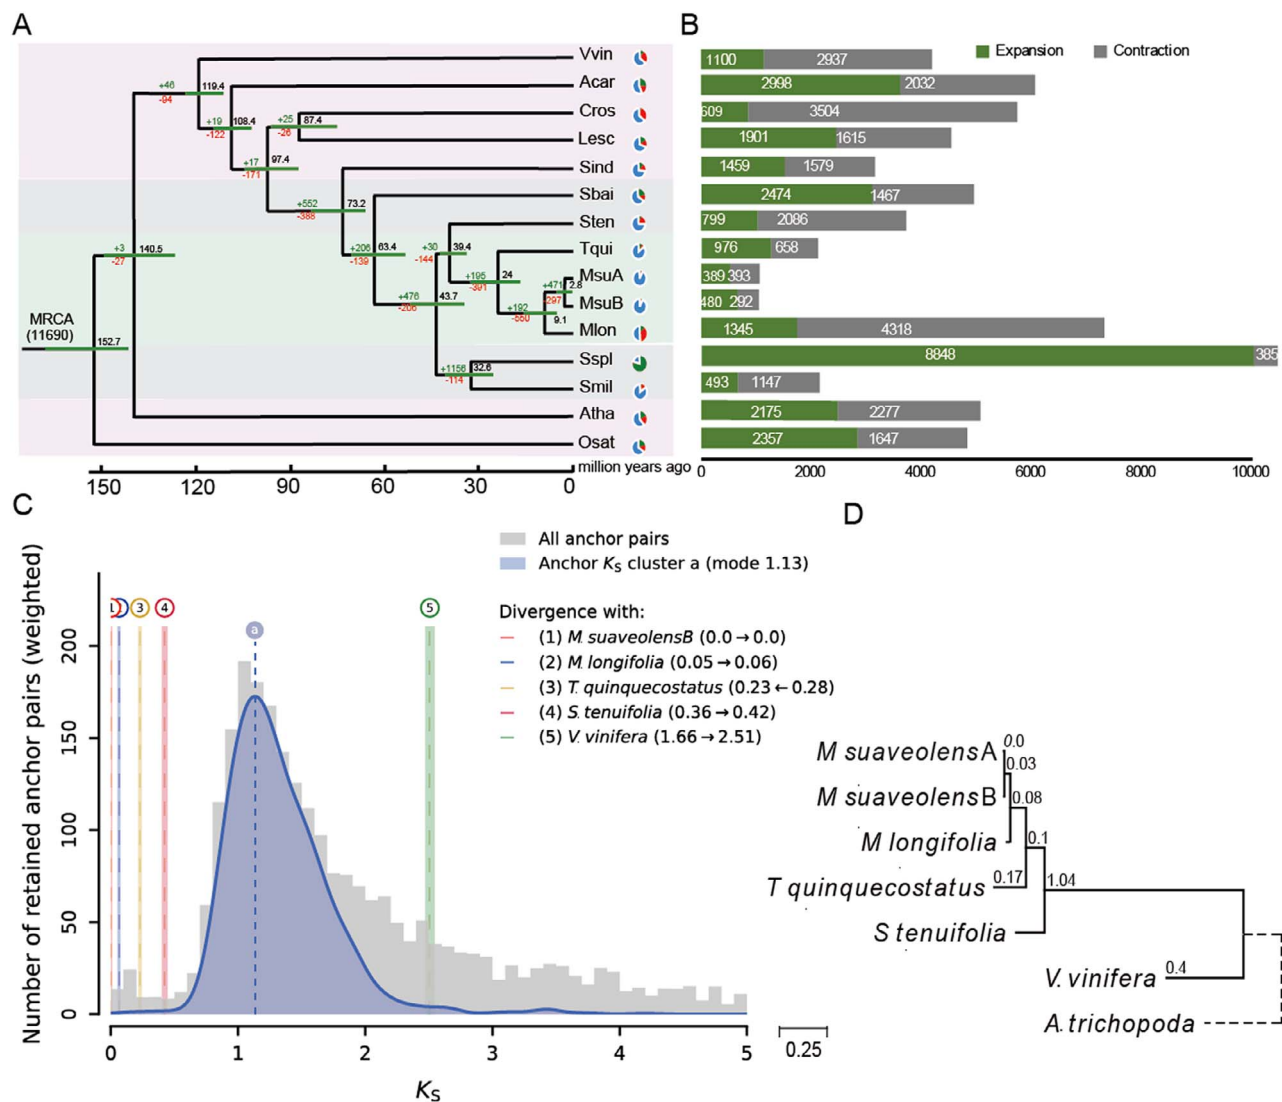 A
Vvin
+46
-94
119.4
Acar
+19
-122
108.4
Cros
+25
-26
87.4
Lesc
+17
-171
97.4
Sind
+552
-388
73.2
Sbai
+206
-139
63.4
Sten
+30
-144
39.4
Tqui
+195
-391
24
MsuA
+471
-297
2.8
MsuB
+192
-550
9.1
Mlon
+476
-206
43.7
Sspl
+1156
-114
32.6
Smil
+3
-27
140.5
Atha
MRCA
(11690)
152.7
Osat
million years ago
150 120 90 60 30 0
B
Expansion
Contraction
1100 2937
2998 2032
609 3504
1901 1615
1459 1579
2474 1467
799 2086
976 658
389 393
480 292
1345 4318
8848 385
493 1147
2175 2277
2357 1647
0 2000 4000 6000 8000 10000
C
Number of retained anchor pairs (weighted)
200
150
100
50
0
1 3 4 5
a
All anchor pairs
Anchor KS cluster a (mode 1.13)
Divergence with:
(1) M. suaveolensB (0.0→0.0)
(2) M. longifolia (0.05→0.06)
(3) T. quinquecostatus (0.23←0.28)
(4) S. tenuifolia (0.36→0.42)
(5) V. vinifera (1.66→2.51)
0 1 2 3 4 5
KS
D
M suaveolensA
0.0
0.03
M suaveolensB
0.08
M longifolia
0.1
T quinquecostatus
0.17
1.04
S tenuifolia
V. vinifera
0.4
A. trichopoda
0.25